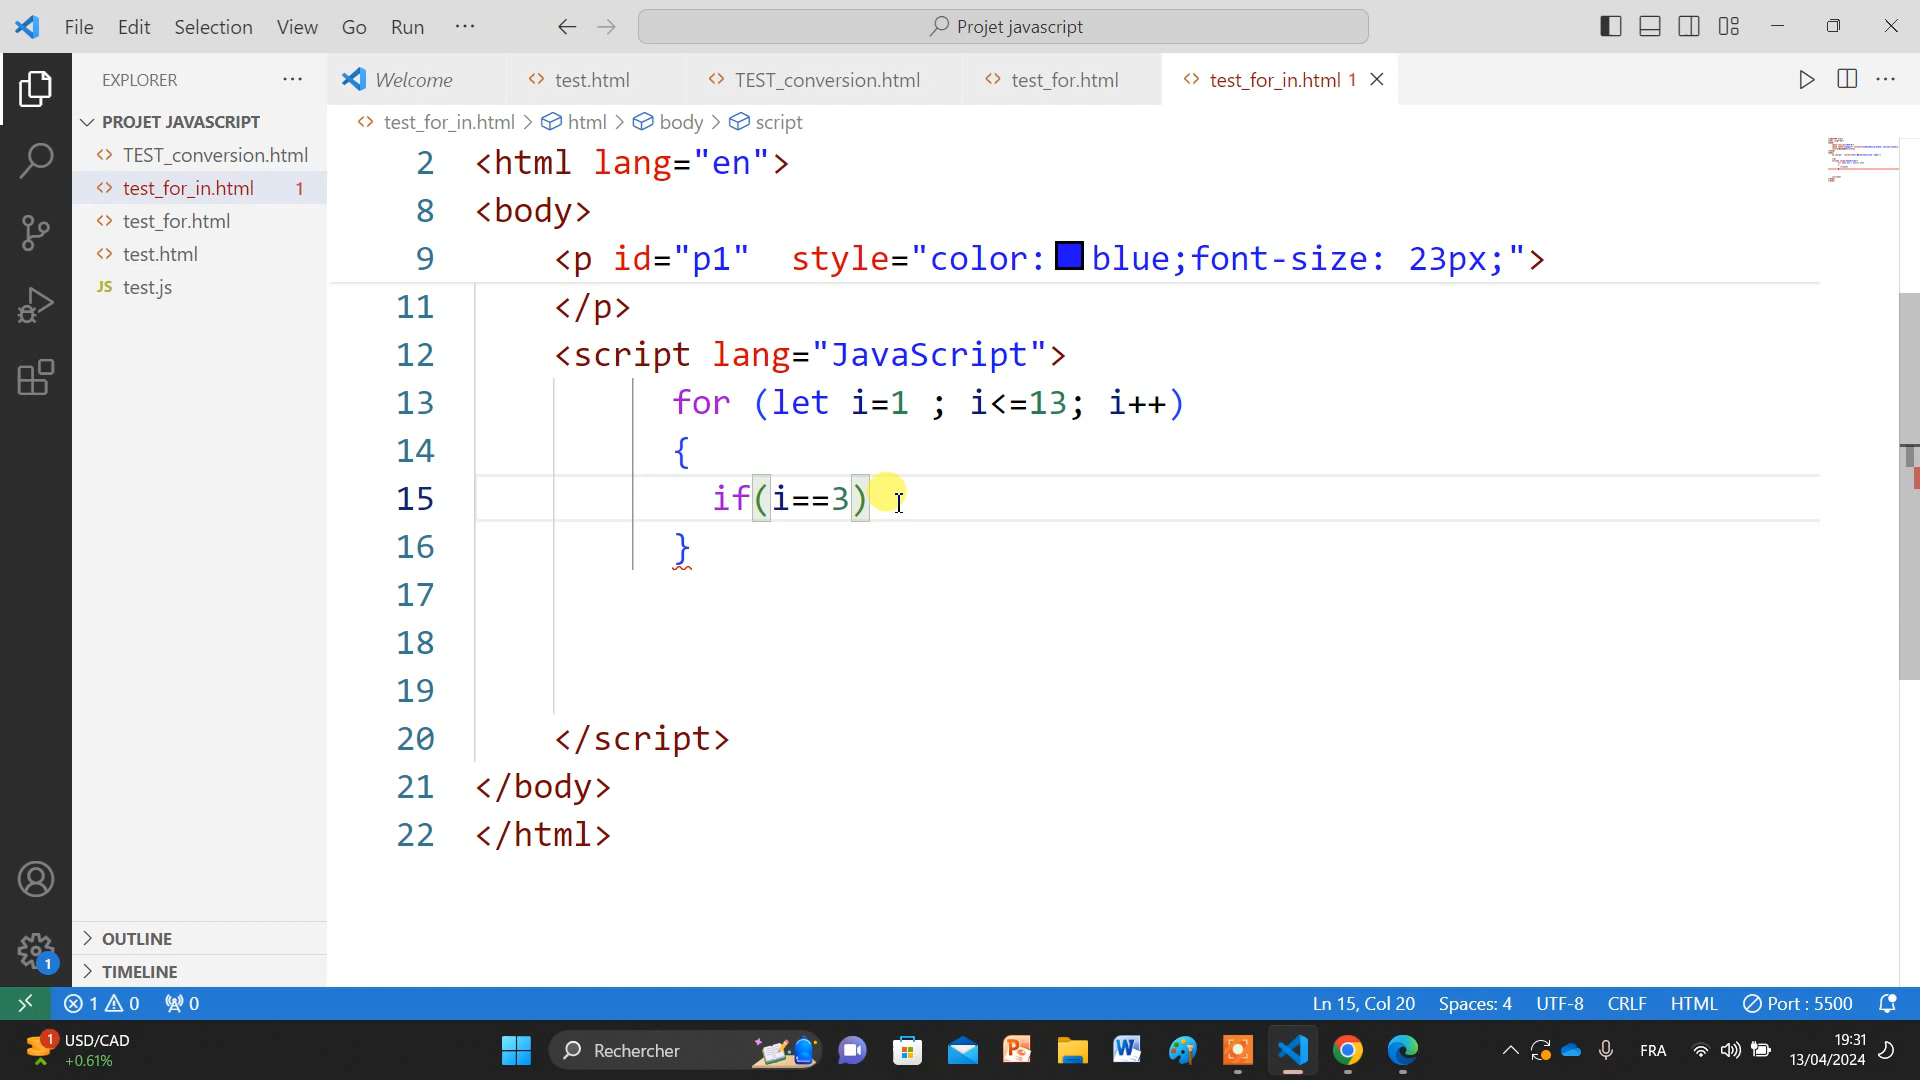 File Edit Selection View Go Run ···
Projet javascript
EXPLORER ···
PROJET JAVASCRIPT
TEST_conversion.html
test_for_in.html 1
test_for.html
test.html
JS test.js
OUTLINE
TIMELINE
Welcome
test.html
TEST_conversion.html
test_for.html
test_for_in.html 1
test_for_in.html > html > body > script
2 <html lang="en">
8 <body>
9 <p id="p1"  style="color:blue;font-size: 23px;">
11 </p>
12 <script lang="JavaScript">
13 for (let i=1 ; i<=13; i++)
14 {
15 if(i==3)
16 }
17
18
19
20 </script>
21 </body>
22 </html>
1
1 0 0
Ln 15, Col 20 Spaces: 4 UTF-8 CRLF HTML Port : 5500
1 USD/CAD
+0.61%
Rechercher
FRA
19:31
13/04/2024